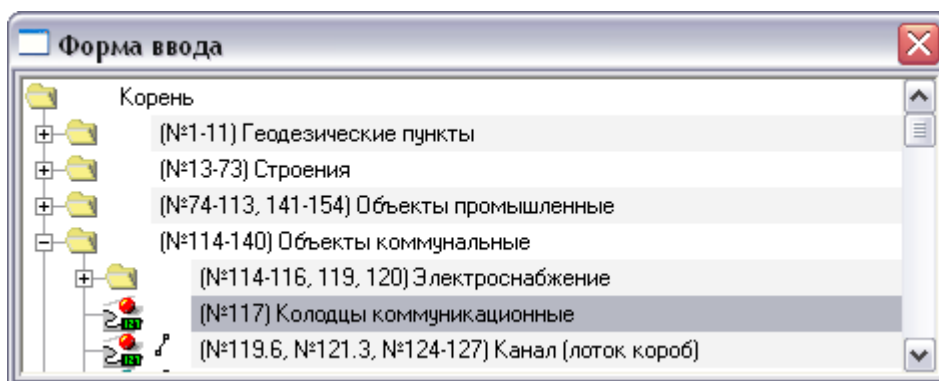 Форма ввода
Корень
(№1-11) Геодезические пункты
(№13-73) Строения
(№74-113, 141-154) Объекты промышленные
(№114-140) Объекты коммунальные
(№114-116, 119, 120) Электроснабжение
(№117) Колодцы коммуникационные
(№119.6, №121.3, №124-127) Канал (лоток короб)